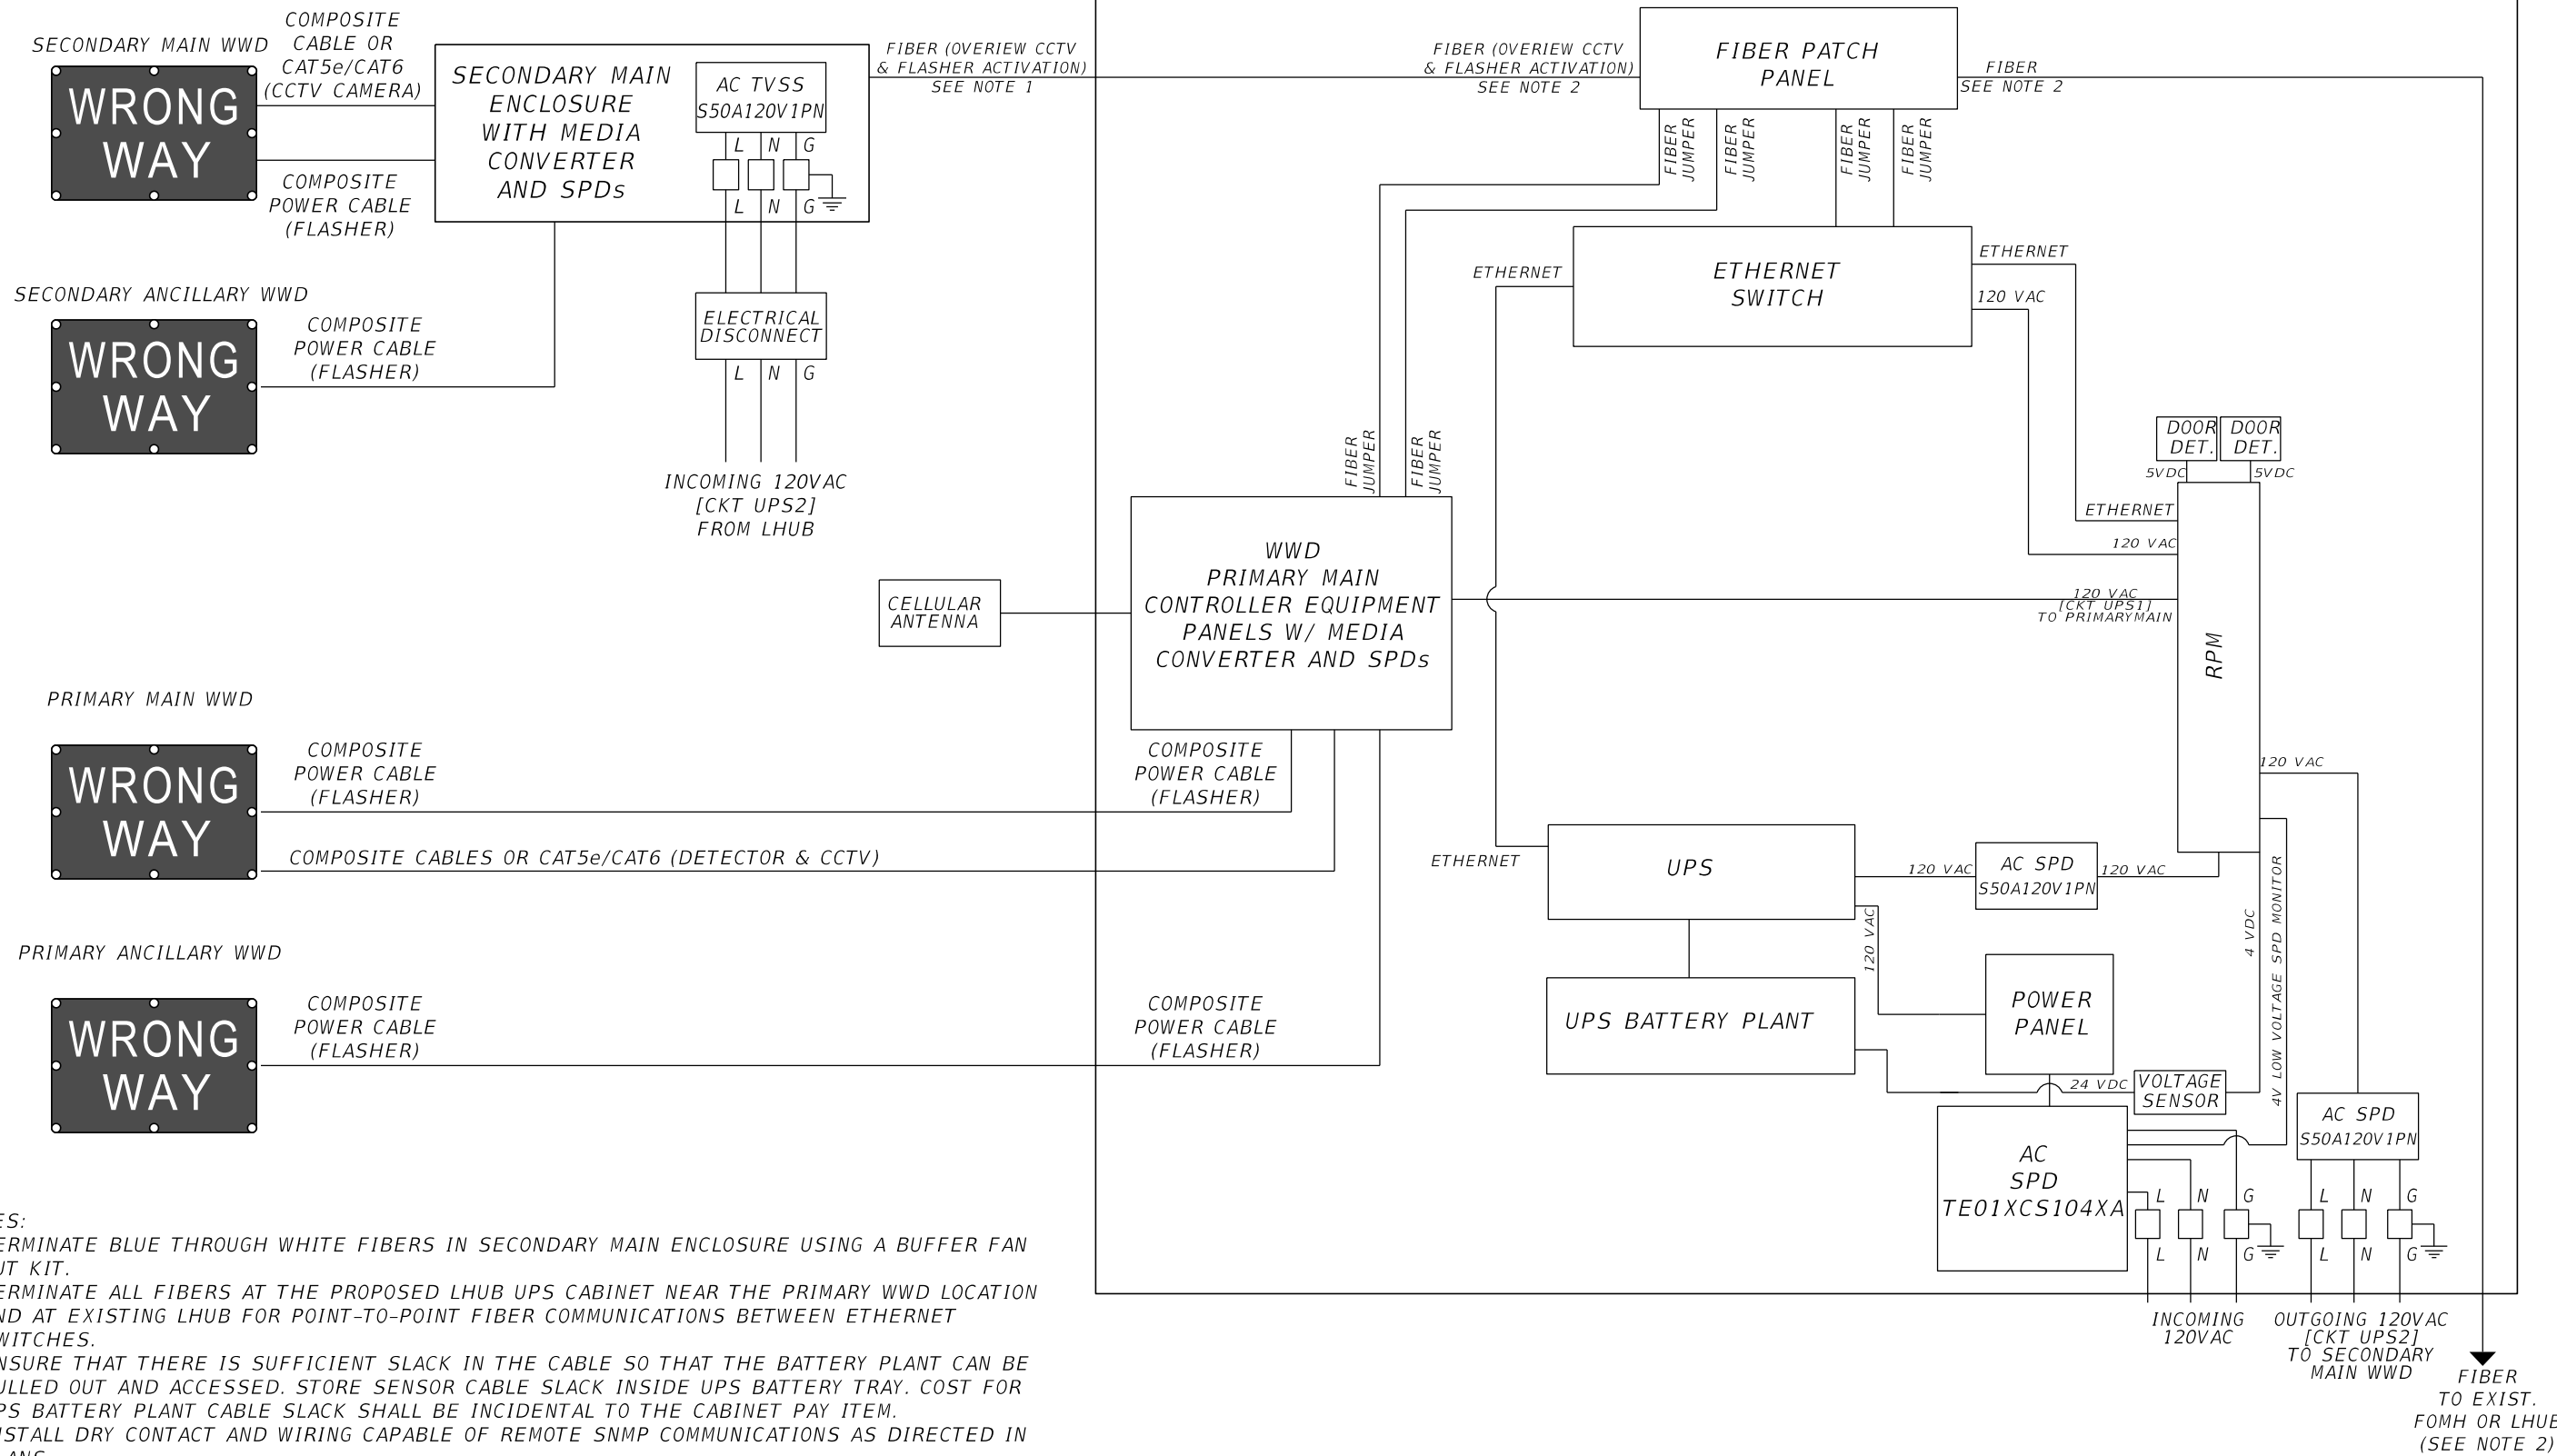 SECONDARY MAIN WWD
WRONG
WAY
COMPOSITE
CABLE OR
CAT5e/CAT6
(CCTV CAMERA)
COMPOSITE
POWER CABLE
(FLASHER)
SECONDARY MAIN
ENCLOSURE
WITH MEDIA
CONVERTER
AND SPDs
AC TVSS
S50A120V1PN
L N G
L N G
ELECTRICAL
DISCONNECT
L N G
INCOMING 120VAC
[CKT UPS2]
FROM LHUB
FIBER (OVERIEW CCTV
& FLASHER ACTIVATION)
SEE NOTE 1
FIBER (OVERIEW CCTV
& FLASHER ACTIVATION)
SEE NOTE 2
FIBER PATCH
PANEL
FIBER
SEE NOTE 2
FIBER
JUMPER
FIBER
JUMPER
FIBER
JUMPER
FIBER
JUMPER
SECONDARY ANCILLARY WWD
WRONG
WAY
COMPOSITE
POWER CABLE
(FLASHER)
ETHERNET
ETHERNET
SWITCH
ETHERNET
120 VAC
FIBER
JUMPER
FIBER
JUMPER
DOOR
DET.
DOOR
DET.
5VDC
5VDC
ETHERNET
120 VAC
120 VAC
[CKT UPS1]
TO PRIMARYMAIN
RPM
CELLULAR
ANTENNA
WWD
PRIMARY MAIN
CONTROLLER EQUIPMENT
PANELS W/ MEDIA
CONVERTER AND SPDs
PRIMARY MAIN WWD
WRONG
WAY
COMPOSITE
POWER CABLE
(FLASHER)
COMPOSITE CABLES OR CAT5e/CAT6 (DETECTOR & CCTV)
COMPOSITE
POWER CABLE
(FLASHER)
ETHERNET
UPS
120 VAC
AC SPD
S50A120V1PN
120 VAC
120 VAC
120 VAC
4 VDC
4V LOW VOLTAGE SPD MONITOR
PRIMARY ANCILLARY WWD
WRONG
WAY
COMPOSITE
POWER CABLE
(FLASHER)
COMPOSITE
POWER CABLE
(FLASHER)
UPS BATTERY PLANT
POWER
PANEL
24 VDC
VOLTAGE
SENSOR
AC
SPD
TE01XCS104XA
L N G
L N G
INCOMING
120VAC
AC SPD
S50A120V1PN
L N G
L N G
OUTGOING 120VAC
[CKT UPS2]
TO SECONDARY
MAIN WWD
FIBER
TO EXIST.
FOMH OR LHUB
(SEE NOTE 2)
ES:
ERMINATE BLUE THROUGH WHITE FIBERS IN SECONDARY MAIN ENCLOSURE USING A BUFFER FAN
UT KIT.
ERMINATE ALL FIBERS AT THE PROPOSED LHUB UPS CABINET NEAR THE PRIMARY WWD LOCATION
ND AT EXISTING LHUB FOR POINT-TO-POINT FIBER COMMUNICATIONS BETWEEN ETHERNET
WITCHES.
NSURE THAT THERE IS SUFFICIENT SLACK IN THE CABLE SO THAT THE BATTERY PLANT CAN BE
ULLED OUT AND ACCESSED. STORE SENSOR CABLE SLACK INSIDE UPS BATTERY TRAY. COST FOR
PS BATTERY PLANT CABLE SLACK SHALL BE INCIDENTAL TO THE CABINET PAY ITEM.
NSTALL DRY CONTACT AND WIRING CAPABLE OF REMOTE SNMP COMMUNICATIONS AS DIRECTED IN